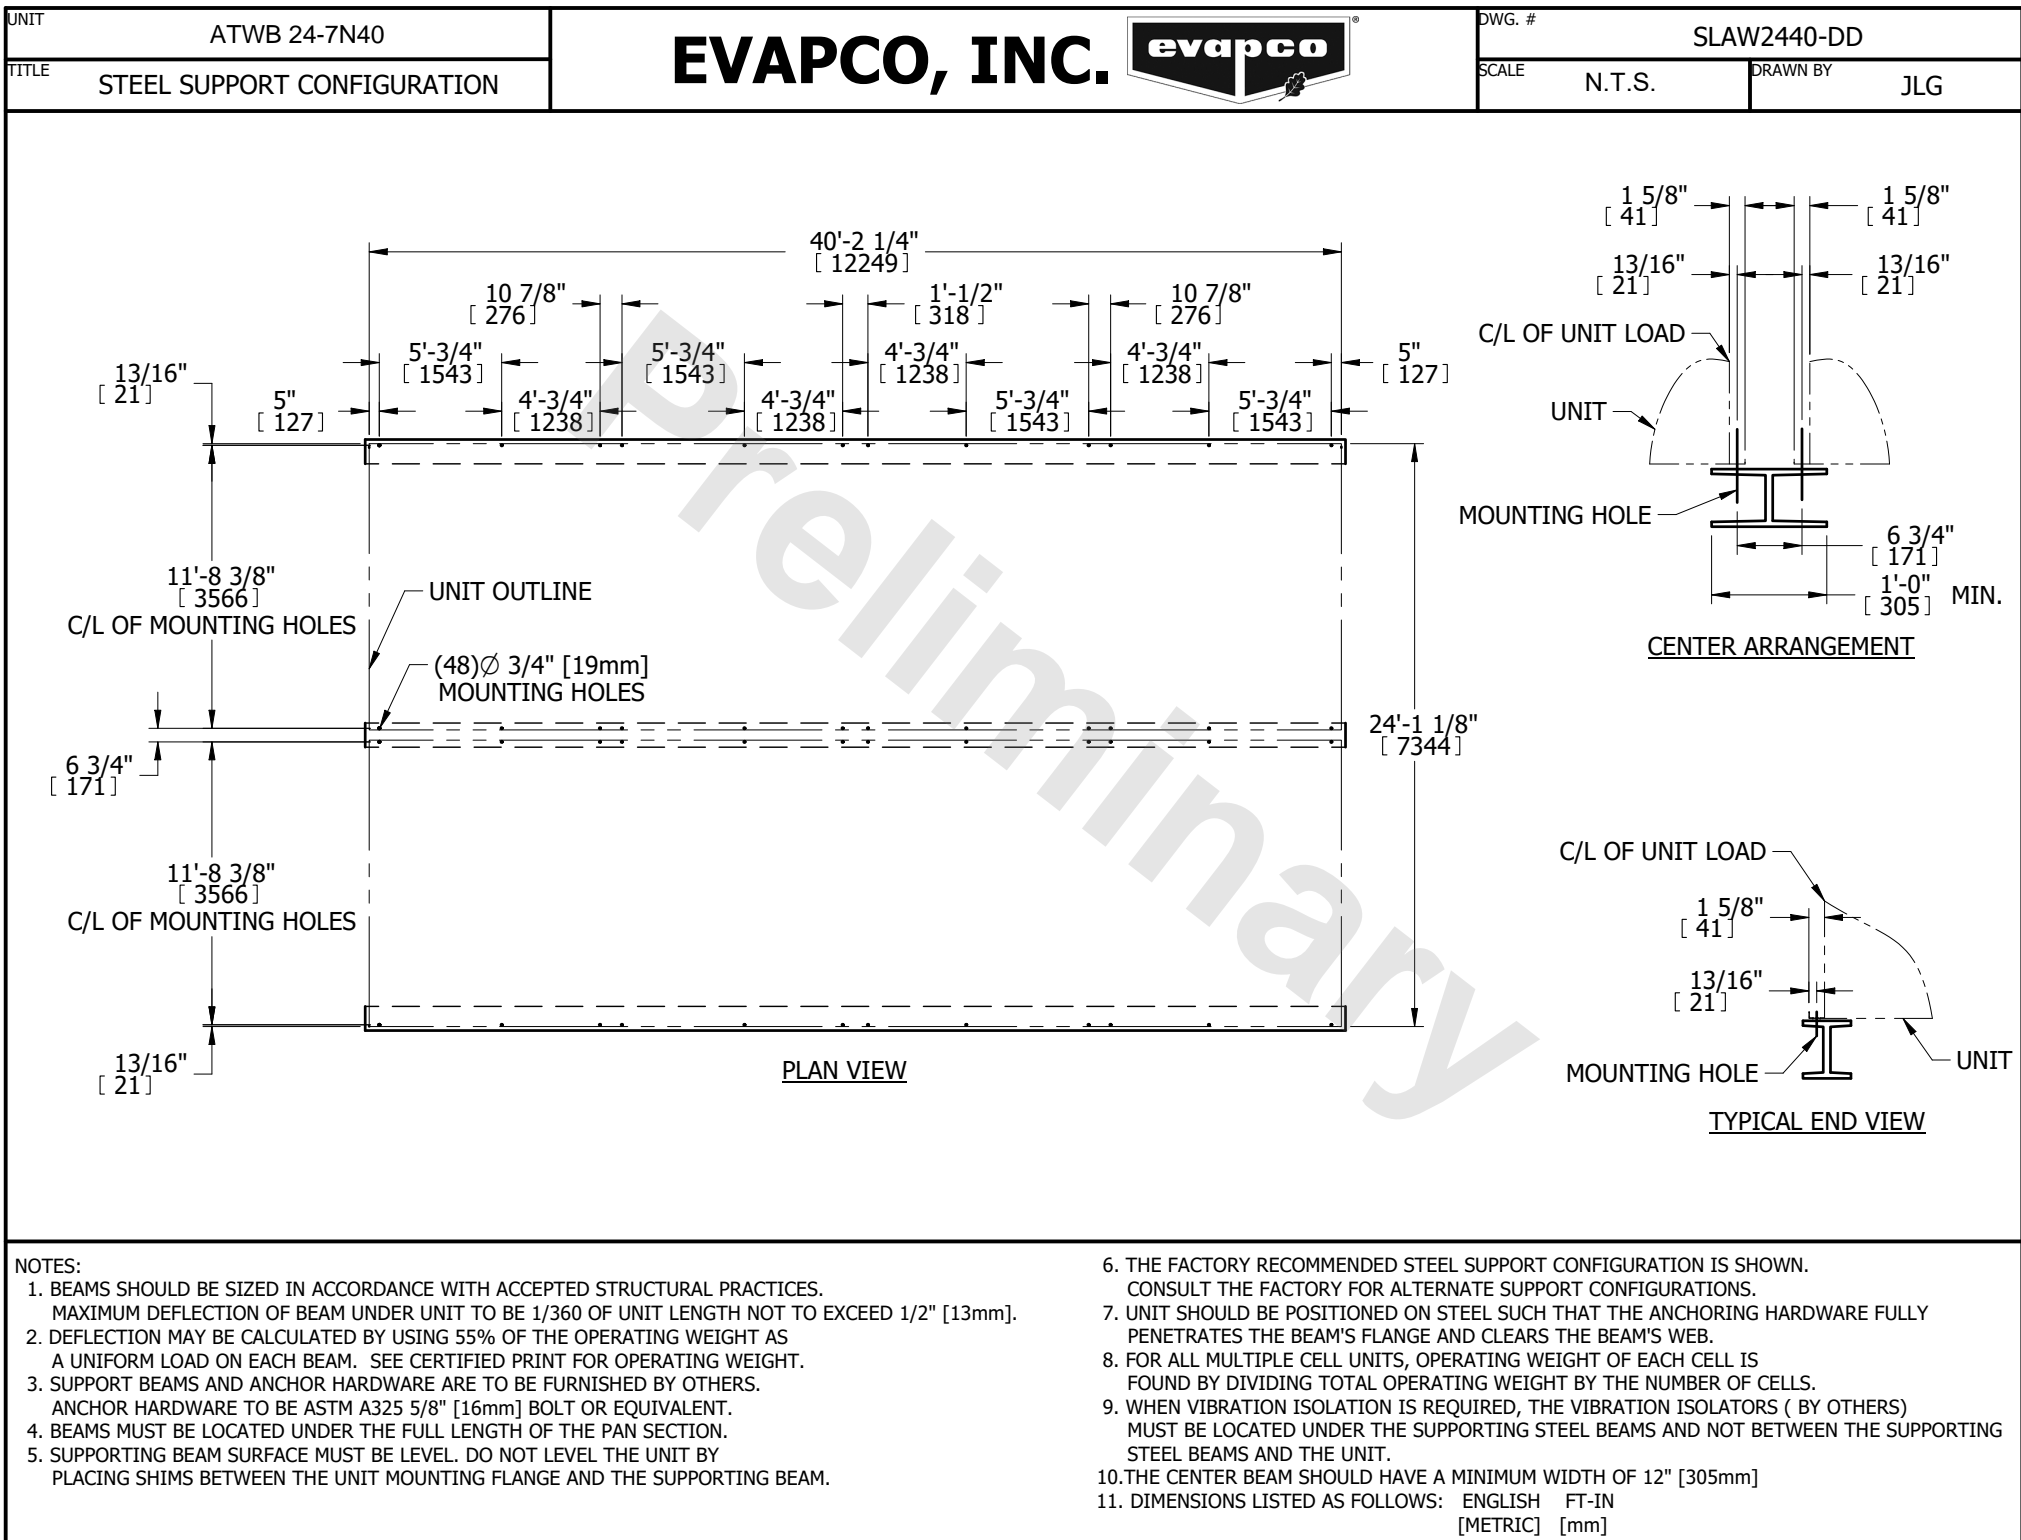 UNIT
ATWB 24-7N40
TITLE
STEEL SUPPORT CONFIGURATION
EVAPCO, INC.
evapco
®
DWG. #
SLAW2440-DD
SCALE
N.T.S.
DRAWN BY
JLG
40'-2 1/4"
[ 12249]
10 7/8"
[ 276]
1'-1/2"
[ 318 ]
10 7/8"
[ 276]
5'-3/4"
[ 1543]
5'-3/4"
[ 1543]
4'-3/4"
[ 1238]
4'-3/4"
[ 1238]
5"
[ 127]
13/16"
[ 21]
5"
[ 127]
4'-3/4"
[ 1238]
4'-3/4"
[ 1238]
5'-3/4"
[ 1543]
5'-3/4"
[ 1543]
11'-8 3/8"
[ 3566]
C/L OF MOUNTING HOLES
UNIT OUTLINE
(48)Ø 3/4" [19mm]
MOUNTING HOLES
6 3/4"
[ 171]
24'-1 1/8"
[ 7344]
11'-8 3/8"
[ 3566]
C/L OF MOUNTING HOLES
13/16"
[ 21]
PLAN VIEW
Preliminary
1 5/8"
[ 41]
1 5/8"
[ 41]
13/16"
[ 21]
13/16"
[ 21]
C/L OF UNIT LOAD
UNIT
MOUNTING HOLE
6 3/4"
[ 171]
1'-0"
[ 305]
MIN.
CENTER ARRANGEMENT
C/L OF UNIT LOAD
1 5/8"
[ 41]
13/16"
[ 21]
MOUNTING HOLE
UNIT
TYPICAL END VIEW
NOTES:
1. BEAMS SHOULD BE SIZED IN ACCORDANCE WITH ACCEPTED STRUCTURAL PRACTICES.
MAXIMUM DEFLECTION OF BEAM UNDER UNIT TO BE 1/360 OF UNIT LENGTH NOT TO EXCEED 1/2" [13mm].
2. DEFLECTION MAY BE CALCULATED BY USING 55% OF THE OPERATING WEIGHT AS
A UNIFORM LOAD ON EACH BEAM. SEE CERTIFIED PRINT FOR OPERATING WEIGHT.
3. SUPPORT BEAMS AND ANCHOR HARDWARE ARE TO BE FURNISHED BY OTHERS.
ANCHOR HARDWARE TO BE ASTM A325 5/8" [16mm] BOLT OR EQUIVALENT.
4. BEAMS MUST BE LOCATED UNDER THE FULL LENGTH OF THE PAN SECTION.
5. SUPPORTING BEAM SURFACE MUST BE LEVEL. DO NOT LEVEL THE UNIT BY
PLACING SHIMS BETWEEN THE UNIT MOUNTING FLANGE AND THE SUPPORTING BEAM.
6. THE FACTORY RECOMMENDED STEEL SUPPORT CONFIGURATION IS SHOWN.
CONSULT THE FACTORY FOR ALTERNATE SUPPORT CONFIGURATIONS.
7. UNIT SHOULD BE POSITIONED ON STEEL SUCH THAT THE ANCHORING HARDWARE FULLY
PENETRATES THE BEAM'S FLANGE AND CLEARS THE BEAM'S WEB.
8. FOR ALL MULTIPLE CELL UNITS, OPERATING WEIGHT OF EACH CELL IS
FOUND BY DIVIDING TOTAL OPERATING WEIGHT BY THE NUMBER OF CELLS.
9. WHEN VIBRATION ISOLATION IS REQUIRED, THE VIBRATION ISOLATORS ( BY OTHERS)
MUST BE LOCATED UNDER THE SUPPORTING STEEL BEAMS AND NOT BETWEEN THE SUPPORTING
STEEL BEAMS AND THE UNIT.
10.THE CENTER BEAM SHOULD HAVE A MINIMUM WIDTH OF 12" [305mm]
11. DIMENSIONS LISTED AS FOLLOWS: ENGLISH FT-IN
[METRIC] [mm]